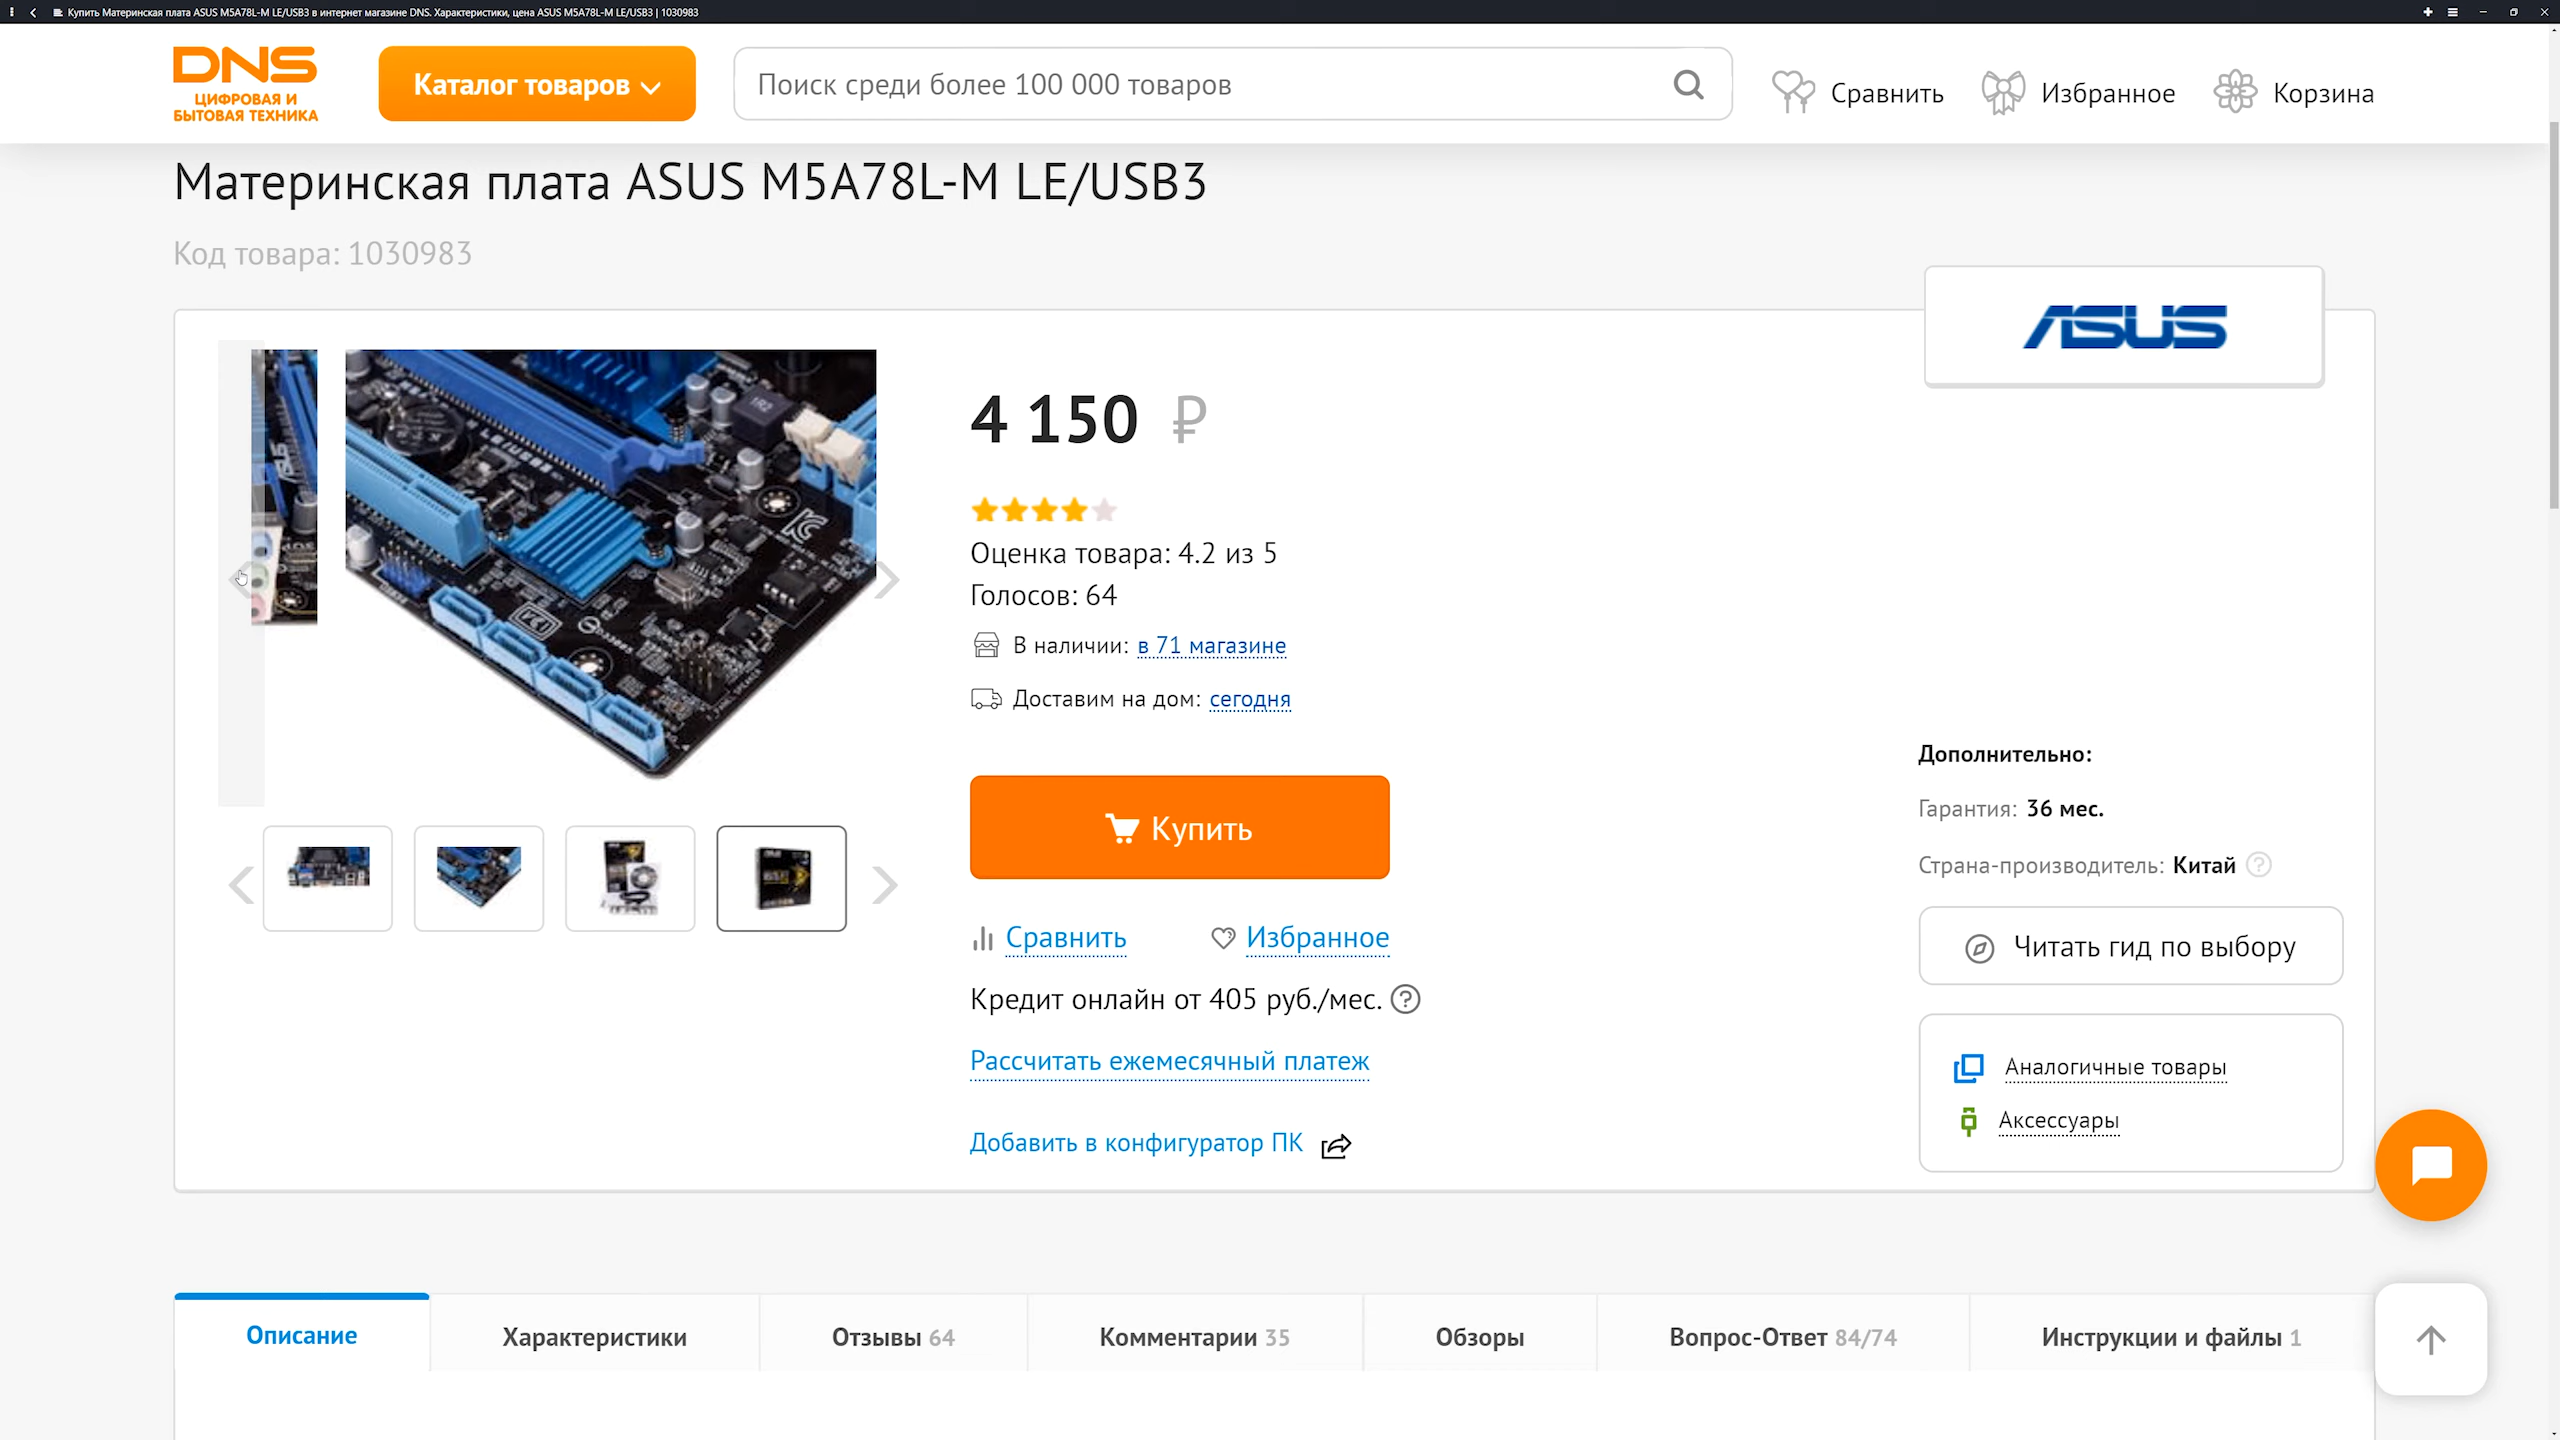 Купить Материнская плата ASUS M5A78L-M LE/USB3 в интернет магазине DNS. Характеристики, цена ASUS M5A78L-M LE/USB3 | 1030983
DNS
ЦИФРОВАЯ И
БЫТОВАЯ ТЕХНИКА
Каталог товаров
Поиск среди более 100 000 товаров
Сравнить
Избранное
Корзина
Материнская плата ASUS M5A78L-M LE/USB3
Код товара: 1030983
ASUS
4 150 ₽
Оценка товара: 4.2 из 5
Голосов: 64
В наличии: в 71 магазине
Доставим на дом: сегодня
Купить
Сравнить
Избранное
Кредит онлайн от 405 руб./мес. ?
Рассчитать ежемесячный платеж
Добавить в конфигуратор ПК
Дополнительно:
Гарантия: 36 мес.
Страна-производитель: Китай ?
Читать гид по выбору
Аналогичные товары
Аксессуары
Описание
Характеристики
Отзывы 64
Комментарии 35
Обзоры
Вопрос-Ответ 84/74
Инструкции и файлы 1